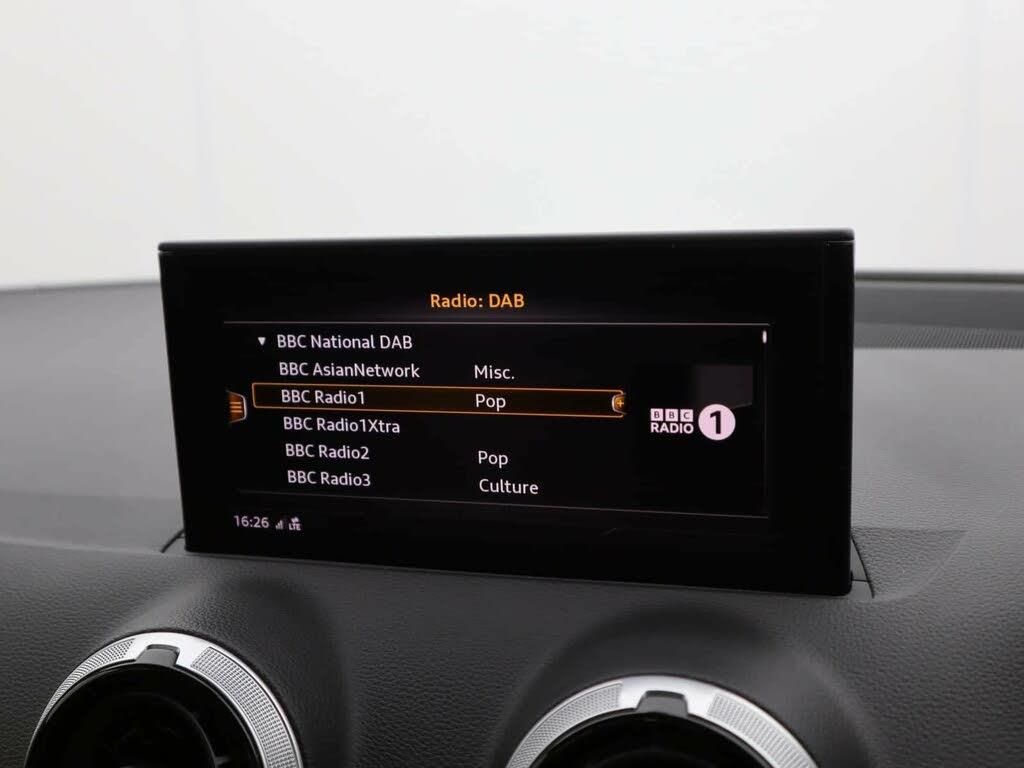 Radio: DAB
BBC National DAB
BBC AsianNetwork Misc.
BBC Radio1 Pop
BBC Radio1Xtra
BBC Radio2 Pop
BBC Radio3 Culture
BBC
RADIO 1
16:26 LTE